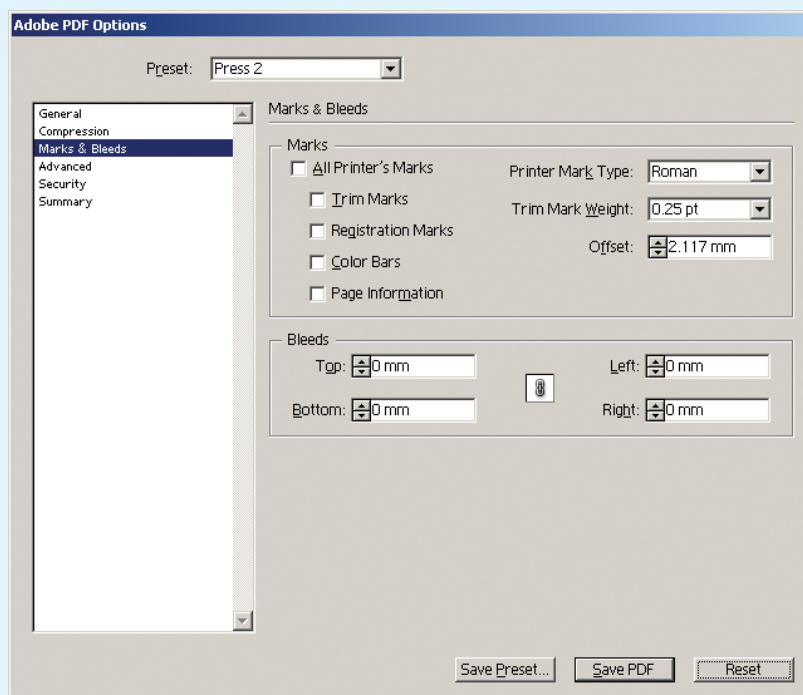 Adobe PDF Options
Preset: Press 2
General
Compression
Marks & Bleeds
Advanced
Security
Summary
Marks & Bleeds
Marks
All Printer's Marks
Trim Marks
Registration Marks
Color Bars
Page Information
Printer Mark Type: Roman
Trim Mark Weight: 0.25 pt
Offset: 2.117 mm
Bleeds
Top: 0 mm
Bottom: 0 mm
Left: 0 mm
Right: 0 mm
Save Preset... Save PDF Reset